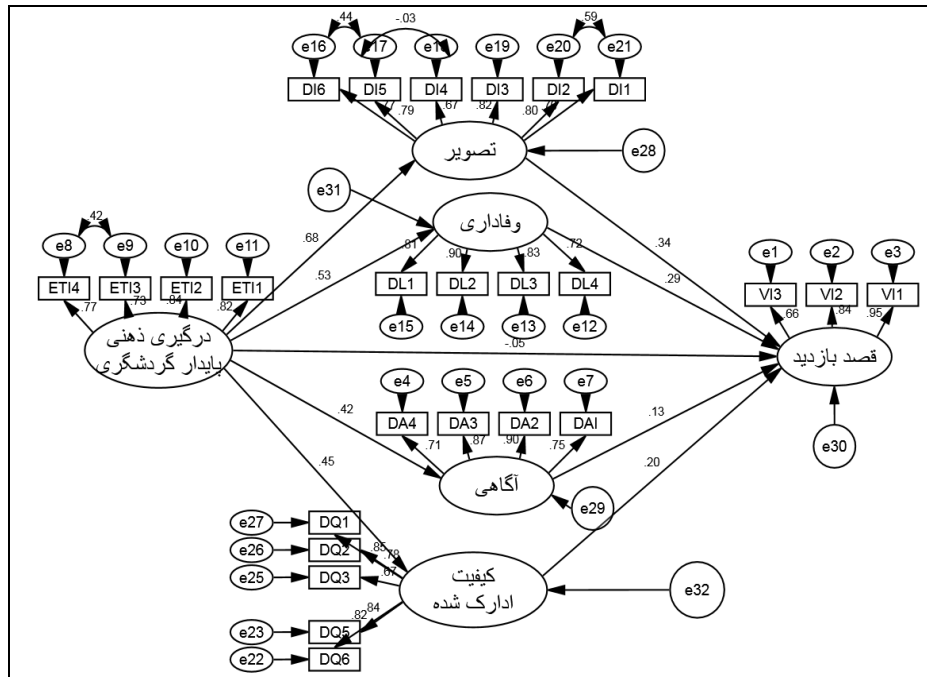 .44
-.03
.59
e16
e17
e18
e19
e20
e21
DI6
DI5
DI4
DI3
DI2
DI1
.79
.67
.82
.80
تصویر
e28
e31
.42
وفاداری
e8
e9
e10
e11
.68
.34
ETI4
ETI3
ETI2
ETI1
.53
.81
.90
.83
.72
.29
e1
e2
e3
.77
.73
.84
.82
DL1
DL2
DL3
DL4
VI3
VI2
VI1
e15
e14
e13
e12
.66
.84
.95
درگیری ذهنی
پایدار گردشگری
-.05
قصد بازدید
e4
e5
e6
e7
.42
DA4
DA3
DA2
DAI
.13
.71
.87
.90
.75
e30
.45
.20
آگاهی
e29
e27
DQ1
e26
DQ2
.85
.78
e25
DQ3
.67
کیفیت
ادارک شده
e32
.82
.84
e23
DQ5
e22
DQ6